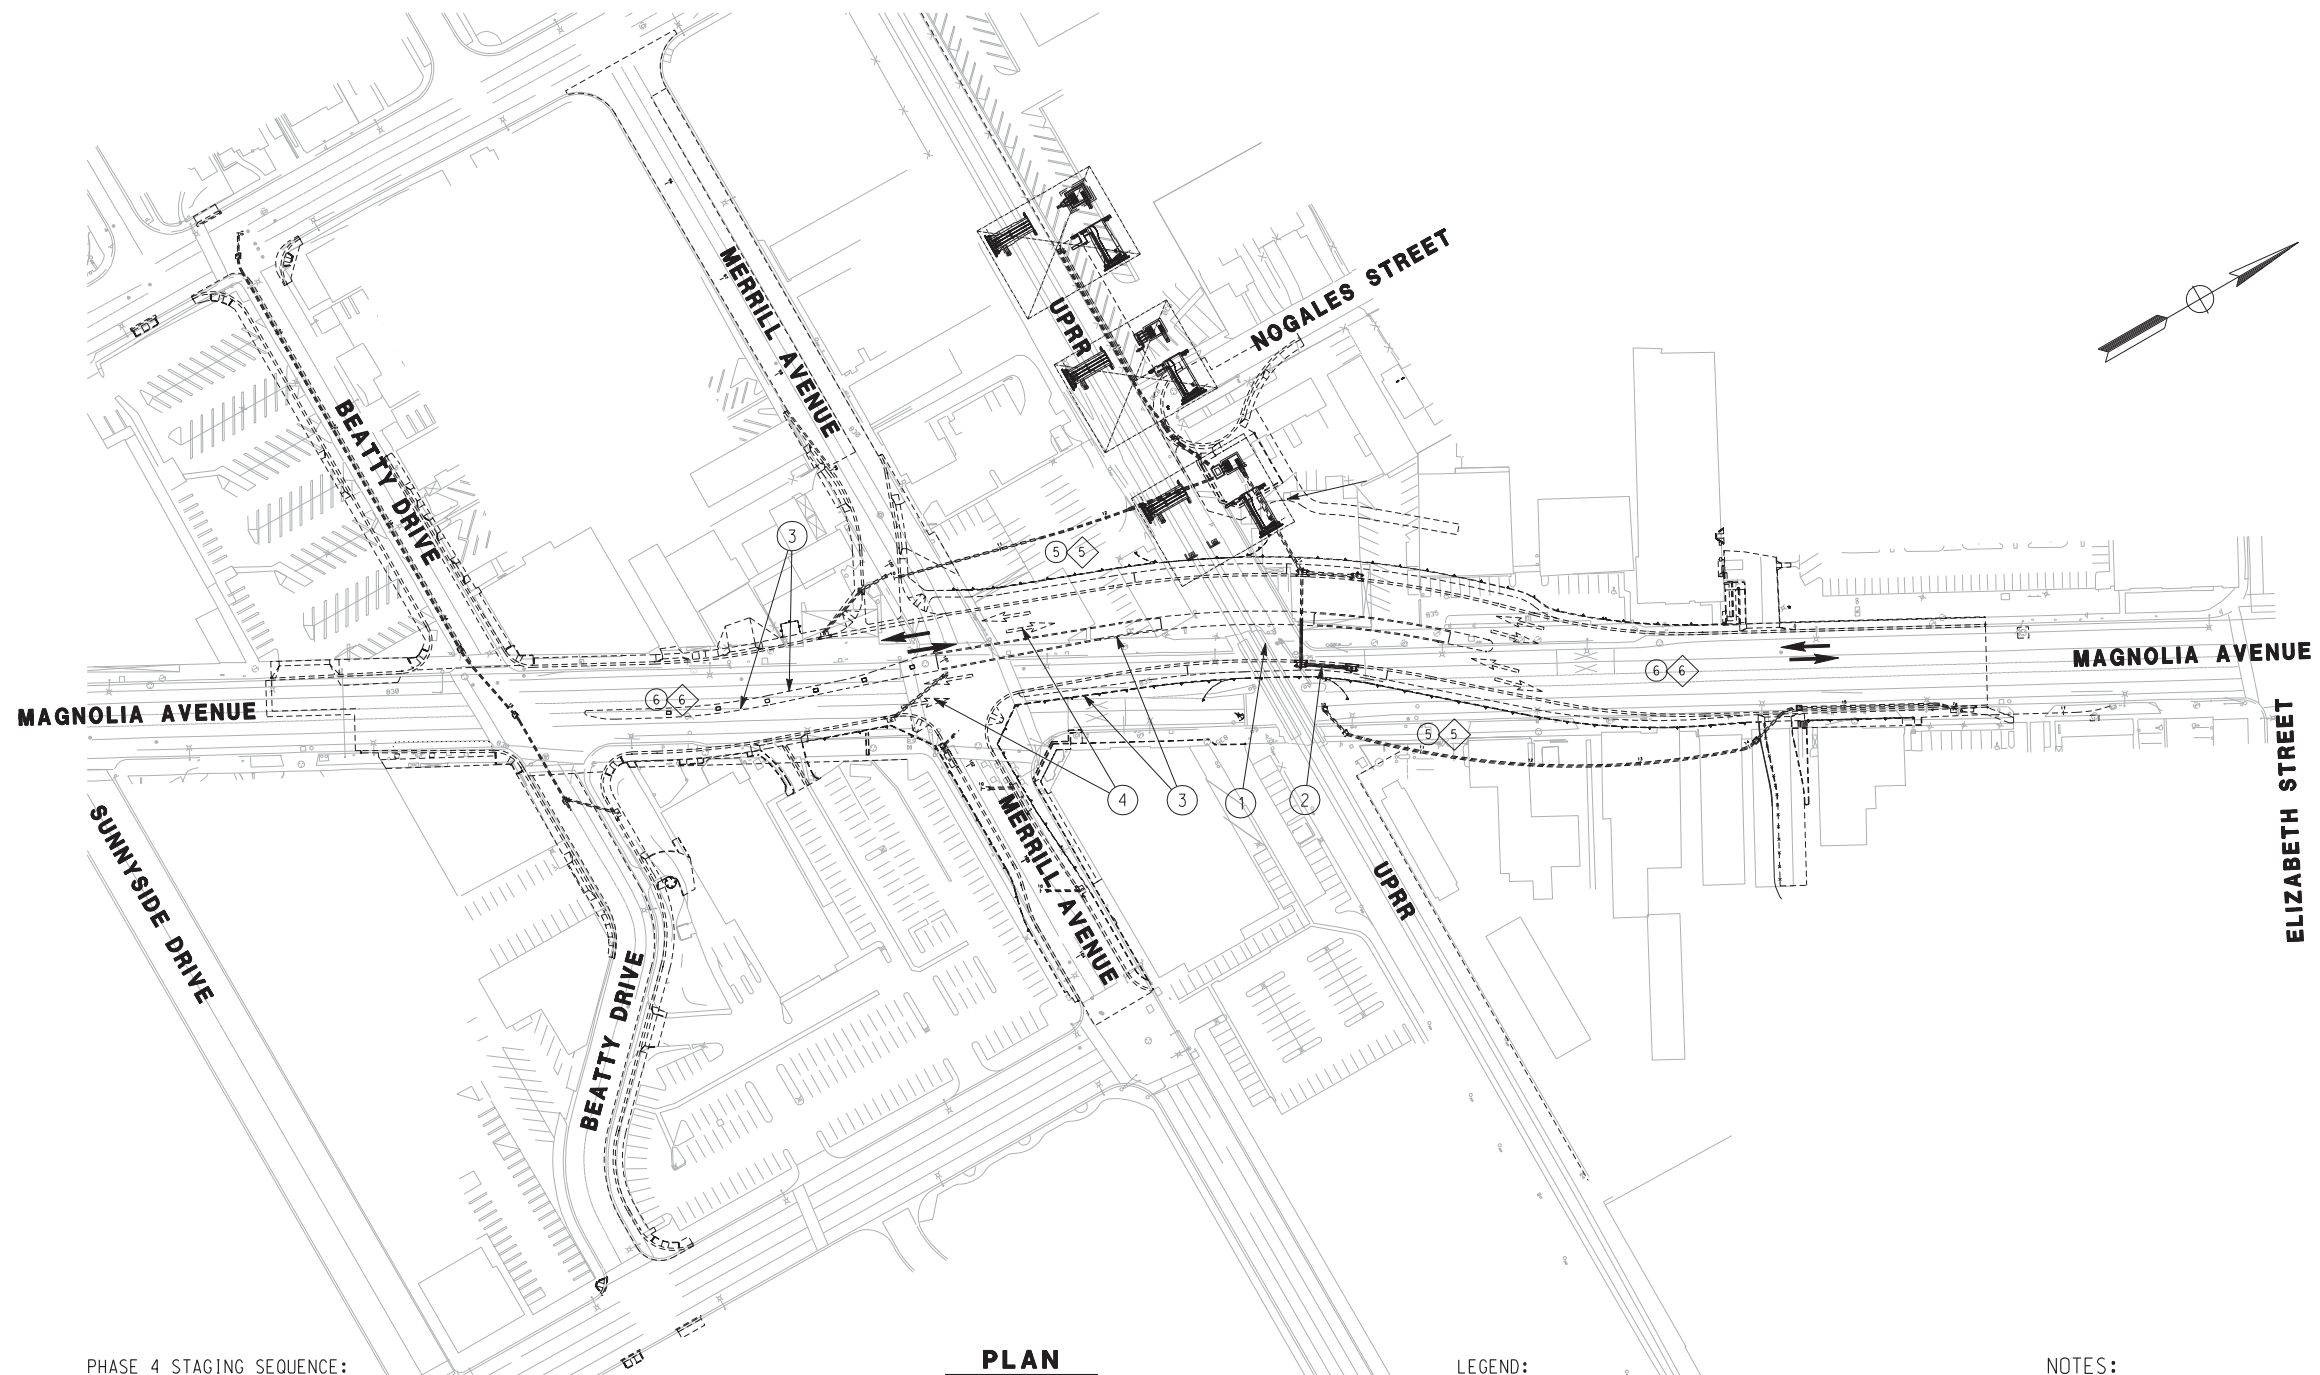 MERRILL AVENUE
UPRR
NOGALES STREET
BEATTY DRIVE
3
5 5
MAGNOLIA AVENUE
6 6
6 6
MAGNOLIA AVENUE
5 5
4
3
1
2
MERRILL AVENUE
SUNNYSIDE DRIVE
UPRR
ELIZABETH STREET
BEATTY DRIVE
835
830
PHASE 4 STAGING SEQUENCE:
PLAN
LEGEND:
NOTES: